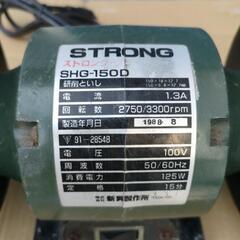 STRONG
ストロング
SHG-150D
研削といし
電流 1.3A
回転数 2750/3300rpm
製造年月日 1988 8
91-26548
電圧 100V
周波数 50/60Hz
消費電力 125W
定格 15分
新興製作所